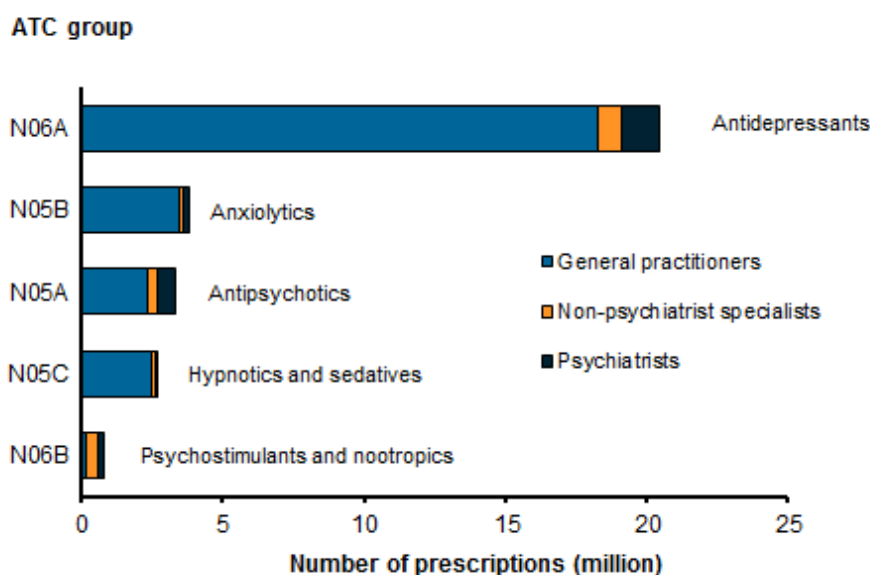 ATC group
N06A
Antidepressants
N05B
Anxiolytics
General practitioners
N05A
Antipsychotics
Non-psychiatrist specialists
Psychiatrists
N05C
Hypnotics and sedatives
N06B
Psychostimulants and nootropics
0 5 10 15 20 25
Number of prescriptions (million)